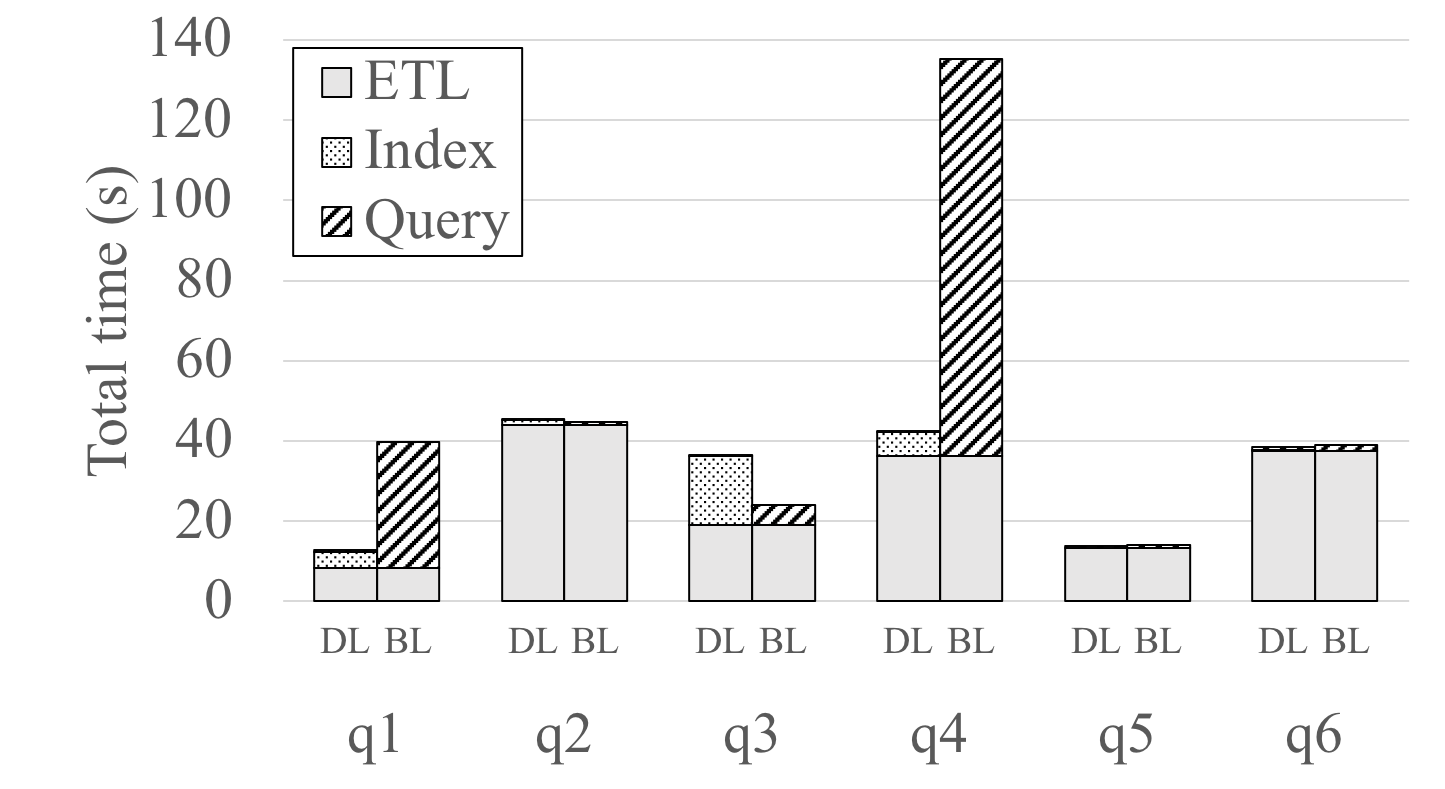 Total time (s)
140
120
100
80
60
40
20
0
ETL
Index
Query
DL BL DL BL DL BL DL BL DL BL DL BL
q1 q2 q3 q4 q5 q6